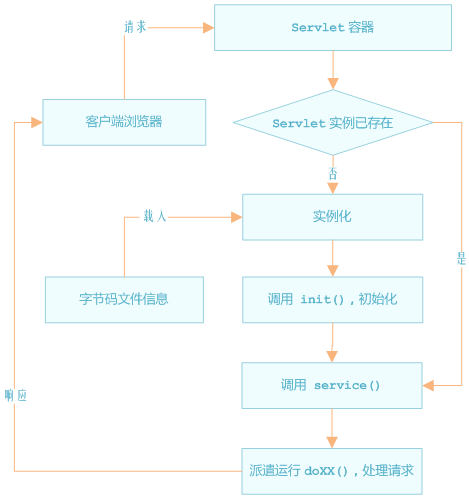 请求
Servlet 容器
客户端浏览器
Servlet 实例已存在
否
载入
实例化
是
字节码文件信息
调用 init()，初始化
调用 service()
响应
派遣运行 doXX()，处理请求